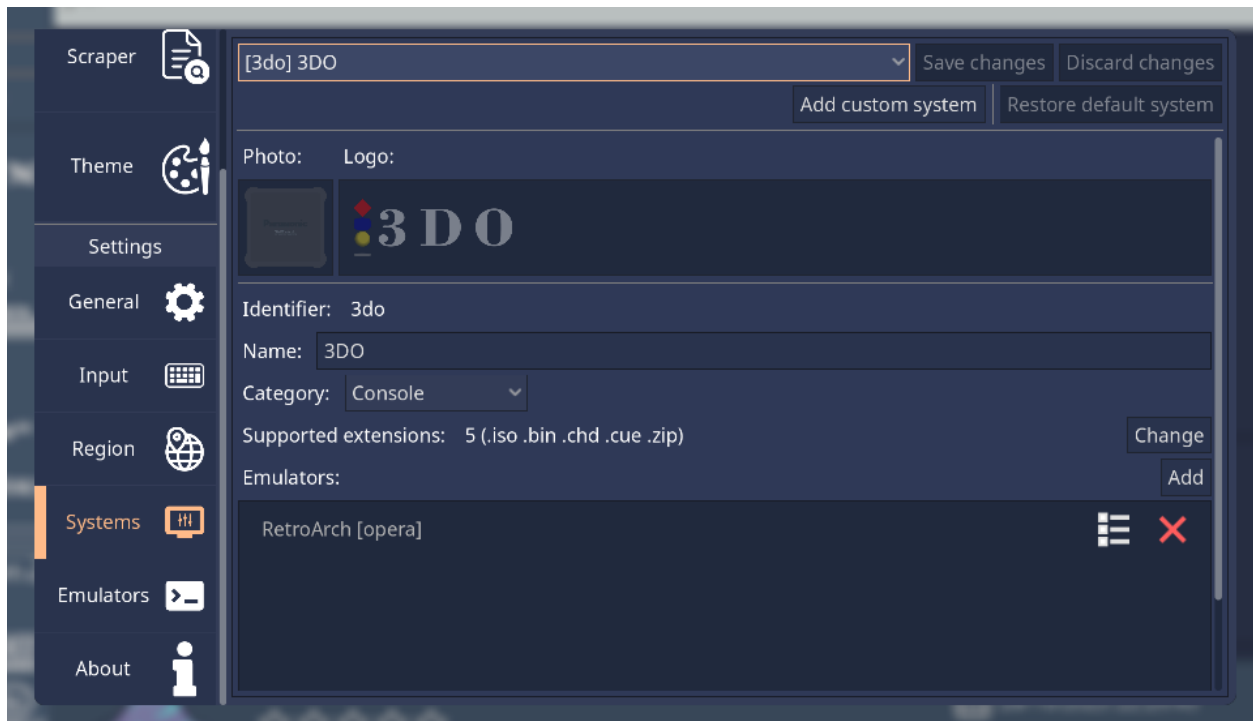 Scraper
Theme
Settings
General
Input
Region
Systems
Emulators
About
[3do] 3DO
Save changes
Discard changes
Add custom system
Restore default system
Photo:
Logo:
3DO
Identifier: 3do
Name: 3DO
Category: Console
Supported extensions: 5 (.iso .bin .chd .cue .zip)
Change
Emulators:
Add
RetroArch [opera]